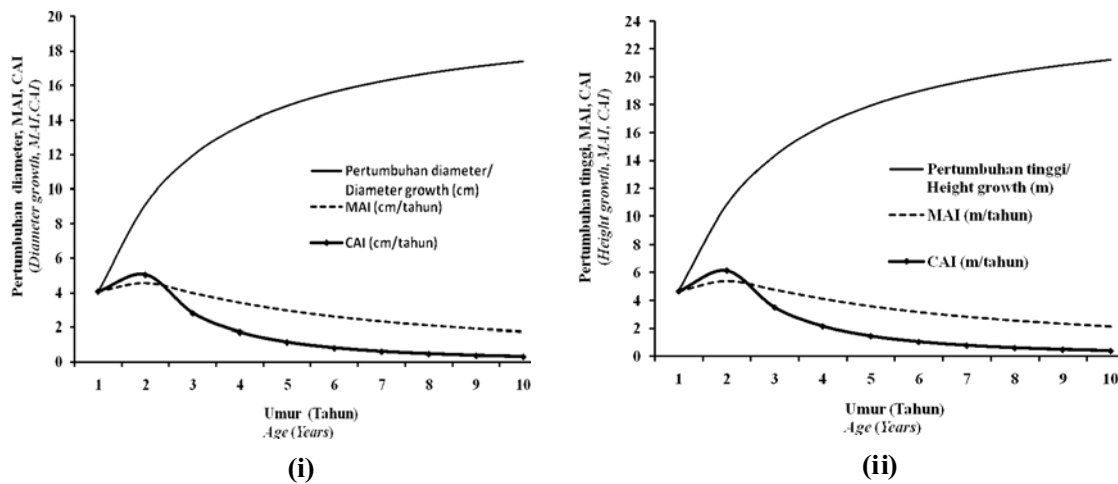 Pertumbuhan diameter, MAI, CAI
(Diameter growth, MAI,CAI)
20
18
16
14
12
10
8
6
4
2
0
Pertumbuhan diameter/
Diameter growth (cm)
MAI (cm/tahun)
CAI (cm/tahun)
1 2 3 4 5 6 7 8 9 10
Umur (Tahun)
Age (Years)
(i)
Pertumbuhan tinggi, MAI, CAI
(Height growth, MAI, CAI)
24
22
20
18
16
14
12
10
8
6
4
2
0
Pertumbuhan tinggi/
Height growth (m)
MAI (m/tahun)
CAI (m/tahun)
1 2 3 4 5 6 7 8 9 10
Umur (Tahun)
Age (Years)
(ii)